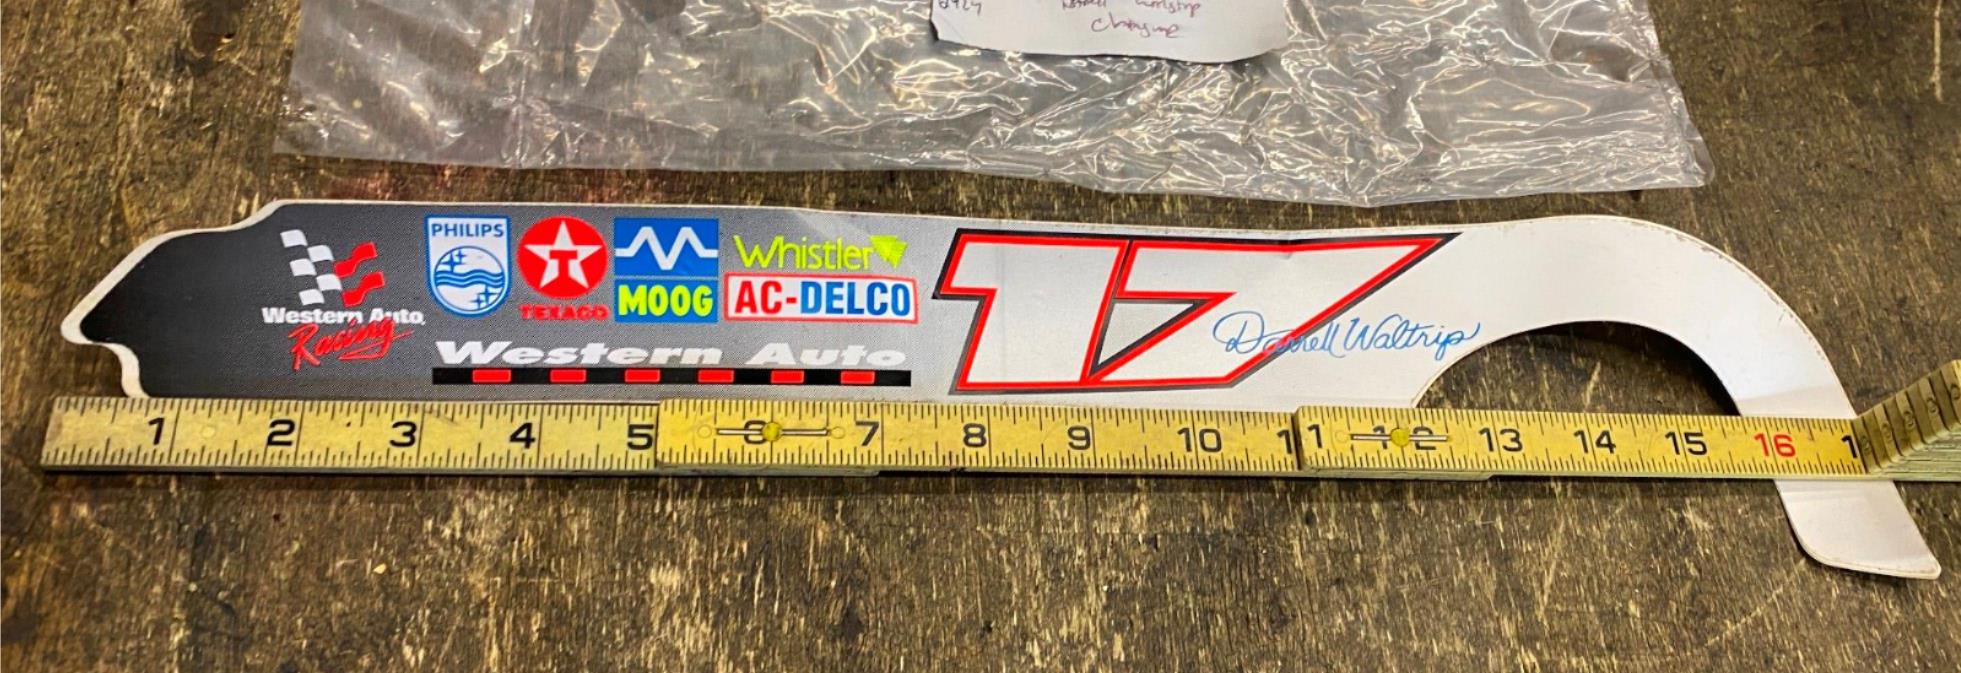 PHILIPS
TEXACO
MOOG
Whistler
AC-DELCO
Western Auto
Racing
Western Auto
17
Darrell Waltrip
1 2 3 4 5 6 7 8 9 10 11 12 13 14 15 16